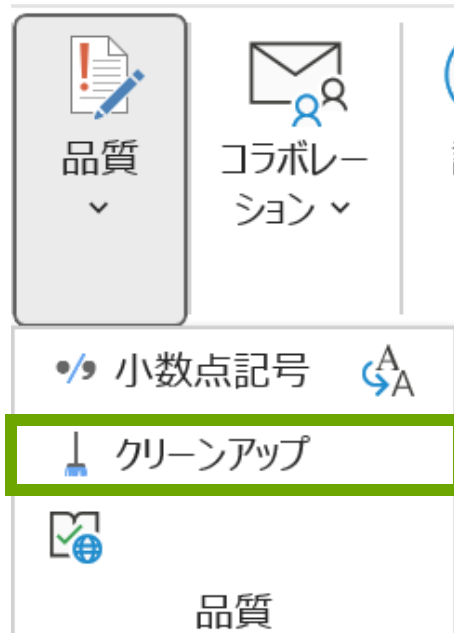 品質
コラボレー
ション
小数点記号
クリーンアップ
品質